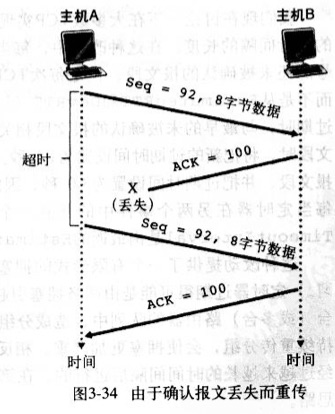 主机A
主机B
Seq = 92, 8字节数据
ACK = 100
超时
X
(丢失)
Seq = 92, 8字节数据
ACK = 100
时间
时间
图3-34 由于确认报文丢失而重传